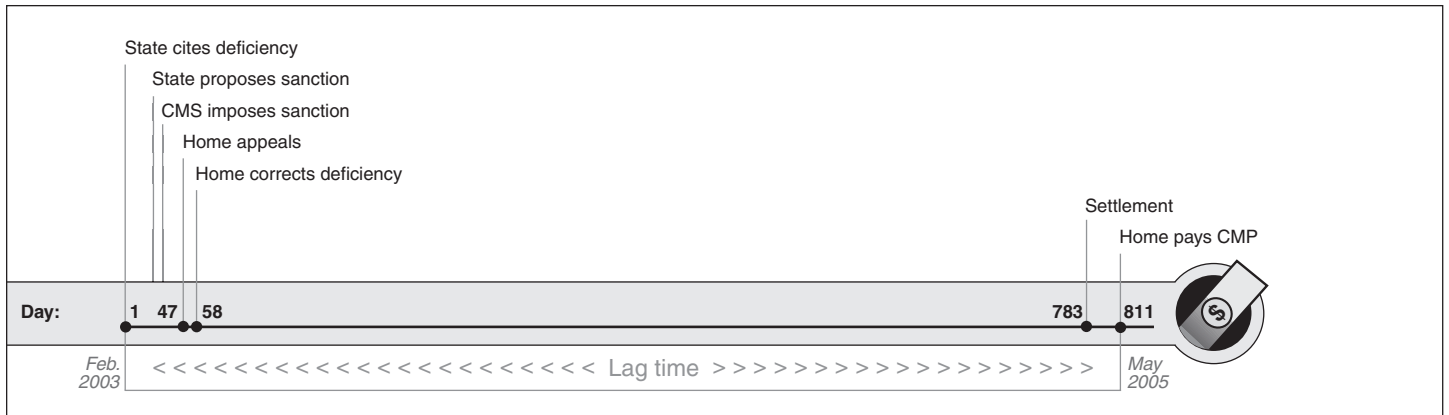 State cites deficiency
State proposes sanction
CMS imposes sanction
Home appeals
Home corrects deficiency
Settlement
Home pays CMP
Day: 1 47 58 783 811
$
Feb.
2003
< < < < < < < < < < < < < < < < < < < < < < Lag time > > > > > > > > > > > > > > > > > > >
May
2005